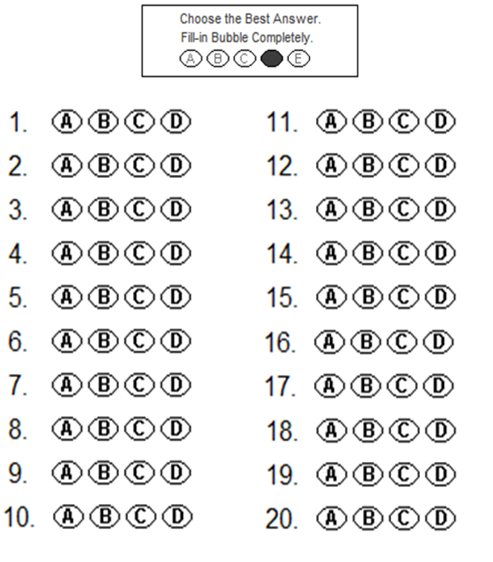 Choose the Best Answer.
Fill-in Bubble Completely.
A B C E
1. A B C D
2. A B C D
3. A B C D
4. A B C D
5. A B C D
6. A B C D
7. A B C D
8. A B C D
9. A B C D
10. A B C D
11. A B C D
12. A B C D
13. A B C D
14. A B C D
15. A B C D
16. A B C D
17. A B C D
18. A B C D
19. A B C D
20. A B C D